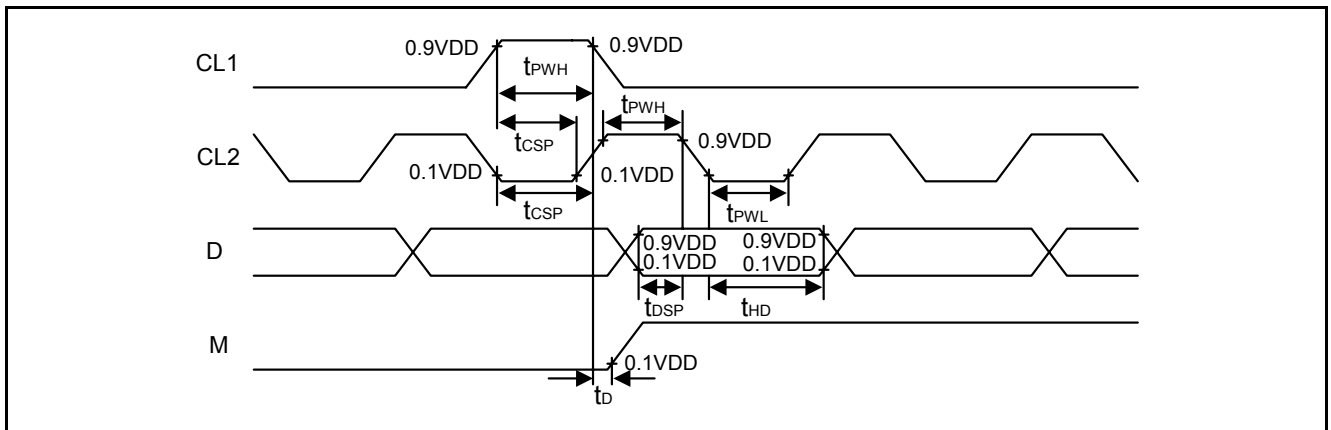 CL1
0.9VDD
0.9VDD
tPWH
tPWH
tCSP
CL2
0.9VDD
0.1VDD
0.1VDD
tCSP
tPWL
D
0.9VDD
0.9VDD
0.1VDD
0.1VDD
tDSP
tHD
M
0.1VDD
tD